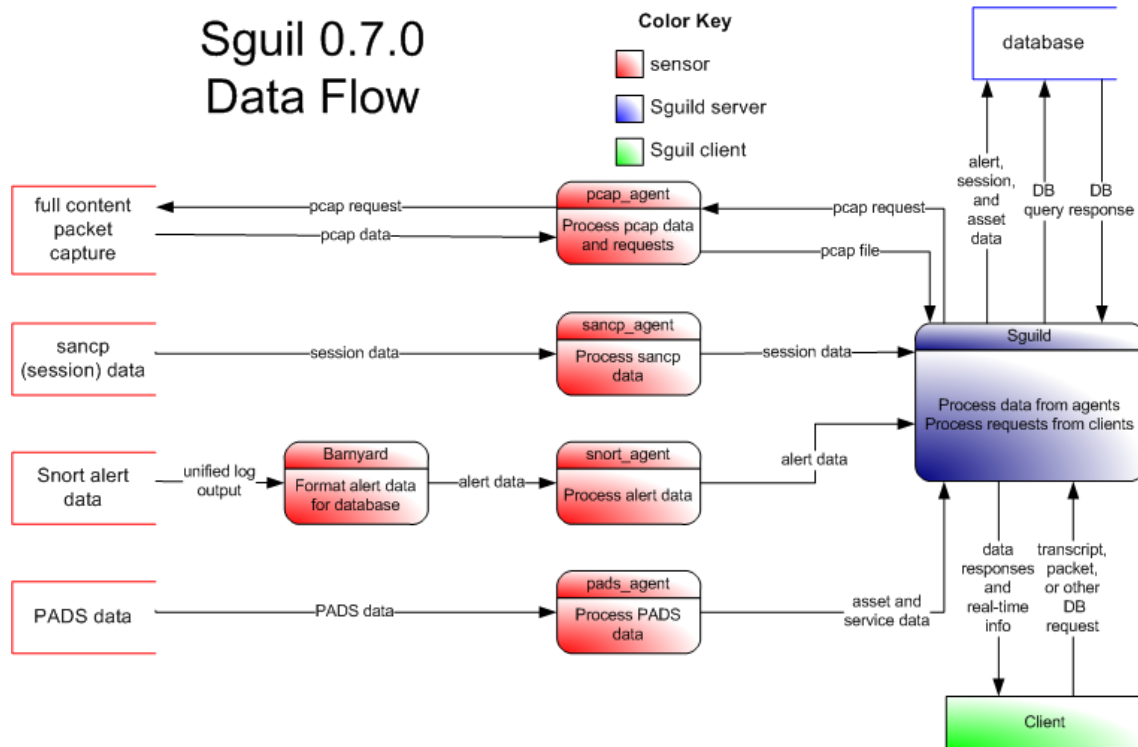 Sguil 0.7.0
Data Flow
Color Key
sensor
Sguild server
Sguil client
database
alert,
session,
and
asset
data
DB
query
DB
response
full content
packet
capture
pcap request
pcap data
pcap_agent
Process pcap data
and requests
pcap request
pcap file
sancp
(session) data
session data
sancp_agent
Process sancp
data
session data
Sguild
Process data from agents
Process requests from clients
Snort alert
data
unified log
output
Barnyard
Format alert data
for database
alert data
snort_agent
Process alert data
alert data
PADS data
PADS data
pads_agent
Process PADS
data
asset and
service data
data
responses
and
real-time
info
transcript,
packet,
or other
DB
request
Client